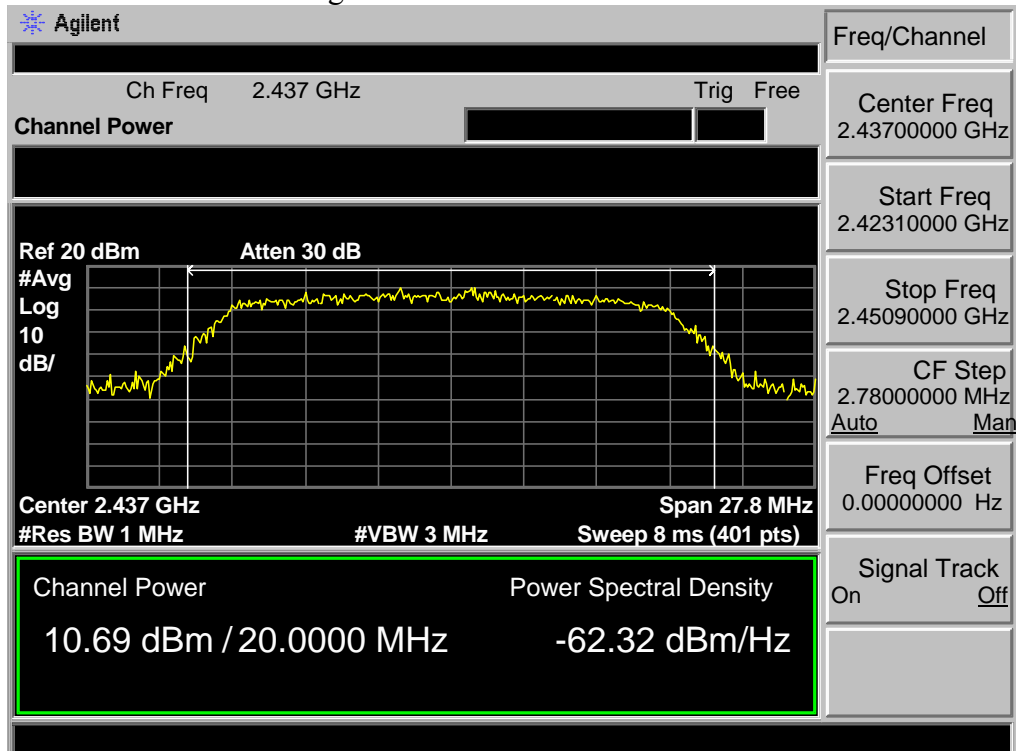 Agilent
Freq/Channel
Ch Freq 2.437 GHz Trig Free
Channel Power
Center Freq
2.43700000 GHz
Start Freq
2.42310000 GHz
Ref 20 dBm Atten 30 dB
#Avg
Log
10
dB/
Stop Freq
2.45090000 GHz
CF Step
2.78000000 MHz
Auto Man
Freq Offset
0.00000000 Hz
Center 2.437 GHz Span 27.8 MHz
#Res BW 1 MHz #VBW 3 MHz Sweep 8 ms (401 pts)
Signal Track
On Off
Channel Power Power Spectral Density
10.69 dBm / 20.0000 MHz -62.32 dBm/Hz